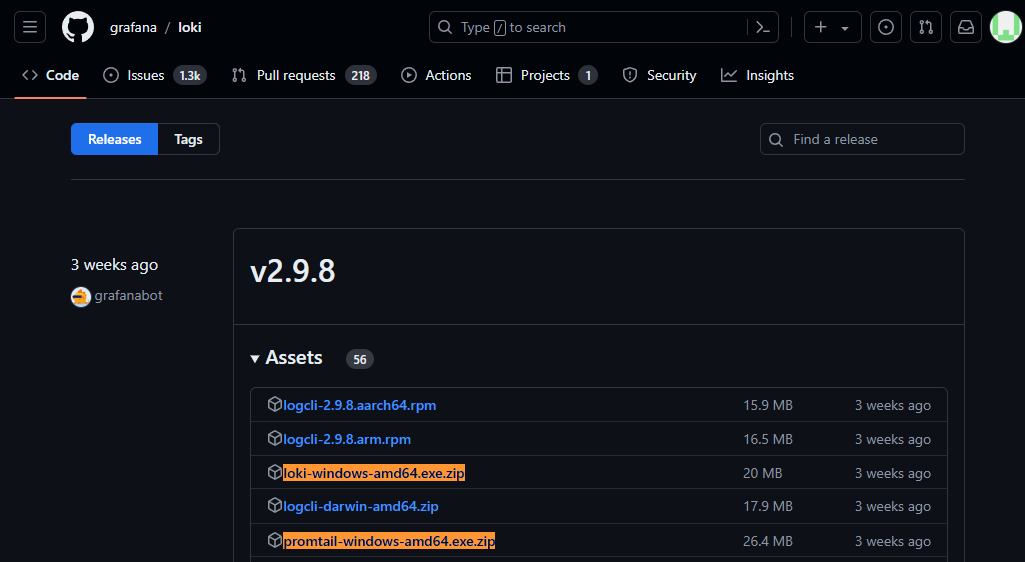 grafana / loki
Type / to search
Code
Issues 1.3k
Pull requests 218
Actions
Projects 1
Security
Insights
Releases
Tags
Find a release
3 weeks ago
grafanabot
v2.9.8
Assets 56
logcli-2.9.8.aarch64.rpm 15.9 MB 3 weeks ago
logcli-2.9.8.arm.rpm 16.5 MB 3 weeks ago
loki-windows-amd64.exe.zip 20 MB 3 weeks ago
logcli-darwin-amd64.zip 17.9 MB 3 weeks ago
promtail-windows-amd64.exe.zip 26.4 MB 3 weeks ago